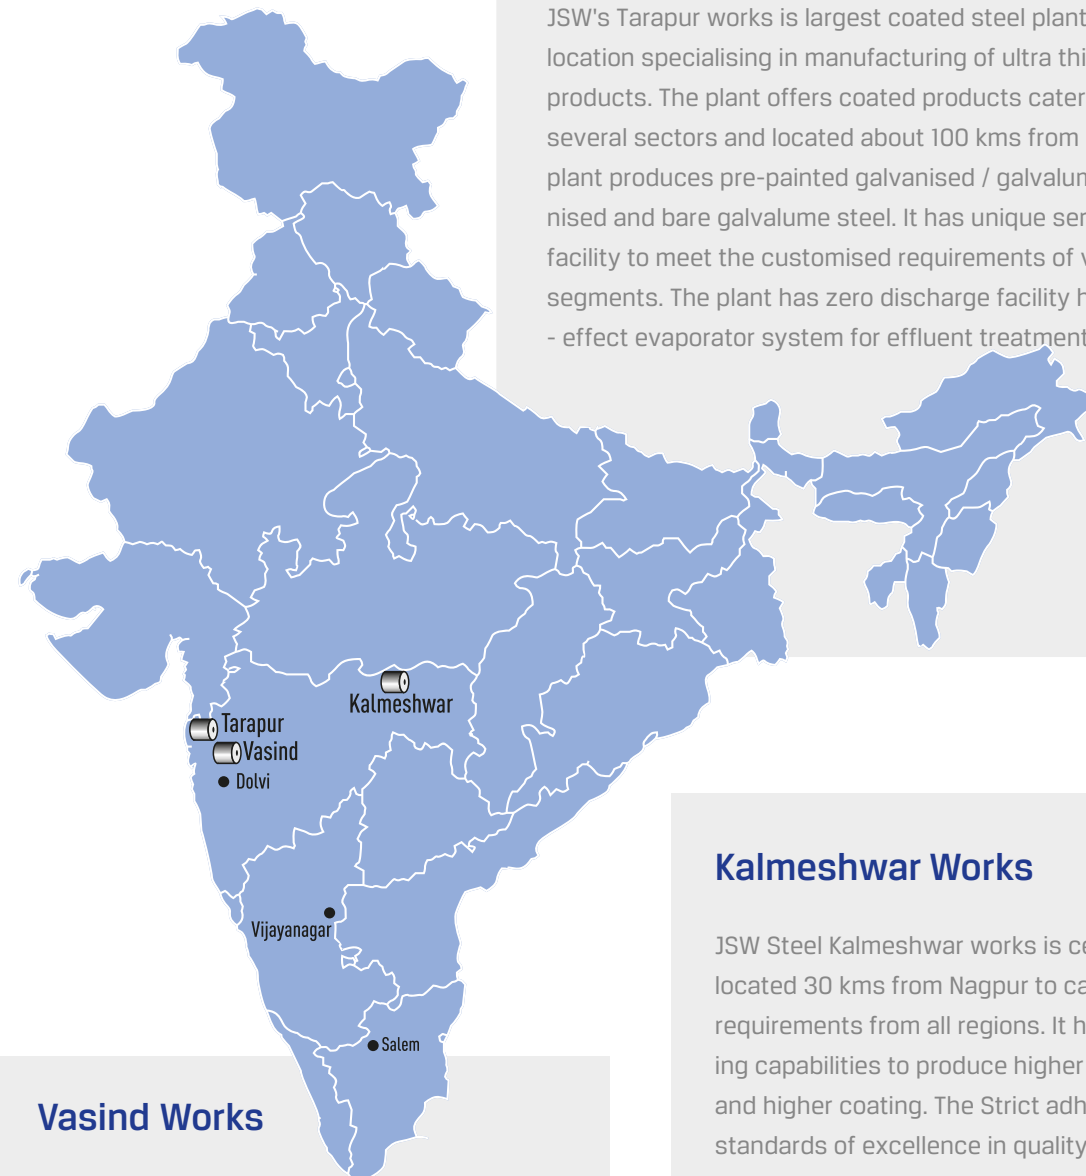 JSW's Tarapur works is largest coated steel plant
location specialising in manufacturing of ultra thi
products. The plant offers coated products cater
several sectors and located about 100 kms from
plant produces pre-painted galvanised / galvalum
nised and bare galvalume steel. It has unique ser
facility to meet the customised requirements of v
segments. The plant has zero discharge facility h
- effect evaporator system for effluent treatment
Kalmeshwar
Tarapur
Vasind
Dolvi
Vijayanagar
Salem
Kalmeshwar Works
JSW Steel Kalmeshwar works is ce
located 30 kms from Nagpur to ca
requirements from all regions. It h
ing capabilities to produce higher
and higher coating. The Strict adh
standards of excellence in quality
Vasind Works